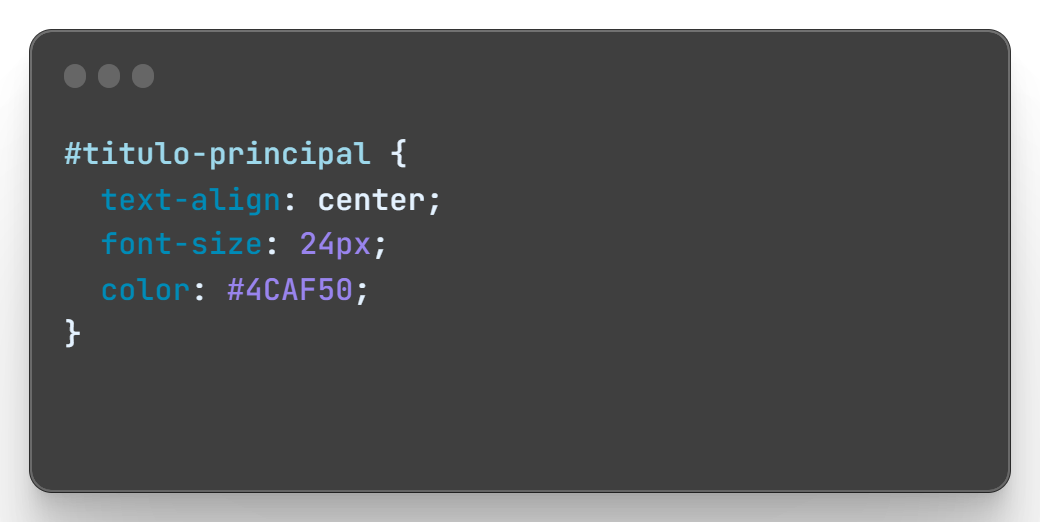 #titulo-principal {
  text-align: center;
  font-size: 24px;
  color: #4CAF50;
}